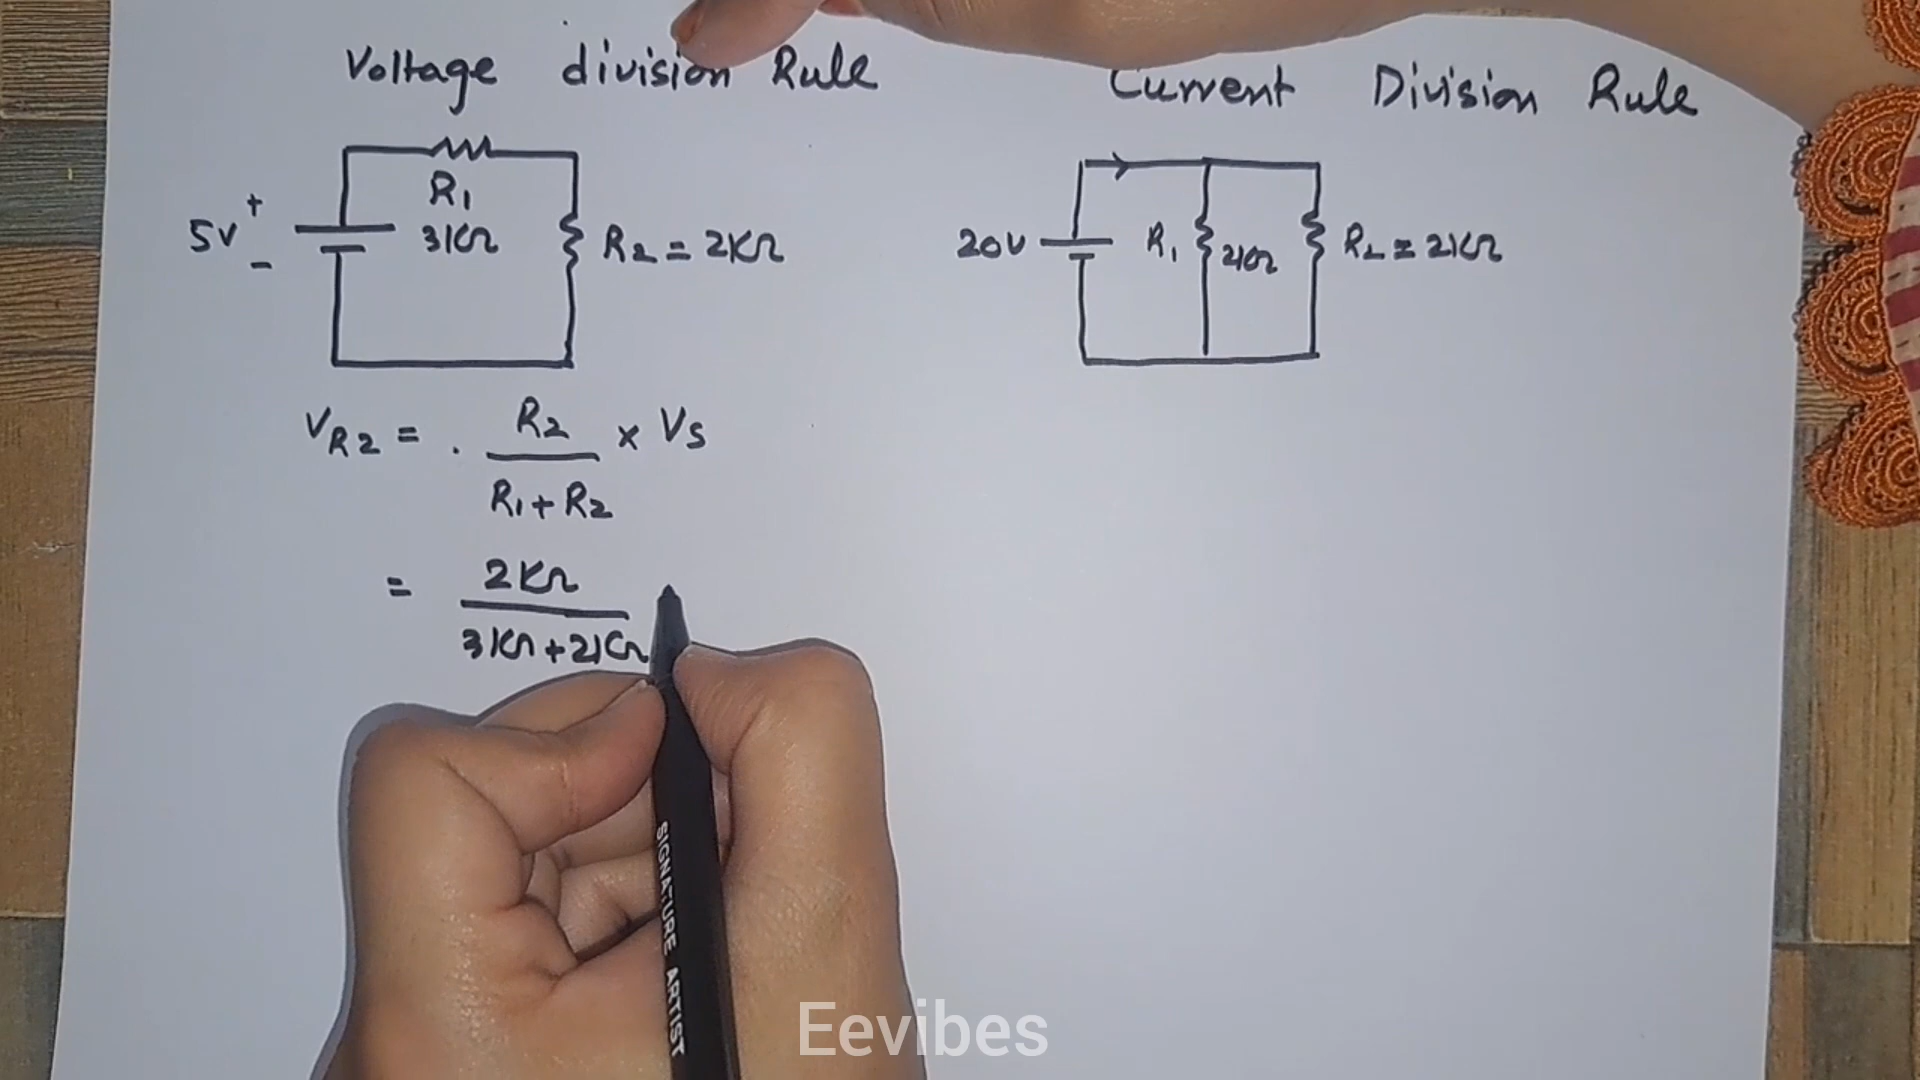 Voltage division Rule
Current Division Rule
R1
3KΩ
5V
+
-
R2 = 2KΩ
20V
R1
2KΩ
R2 = 2KΩ
VR2 = . R2 / R1 + R2 × Vs
= 2KΩ / 3KΩ + 2KΩ
SIGNATURE ARTIST
Eevibes